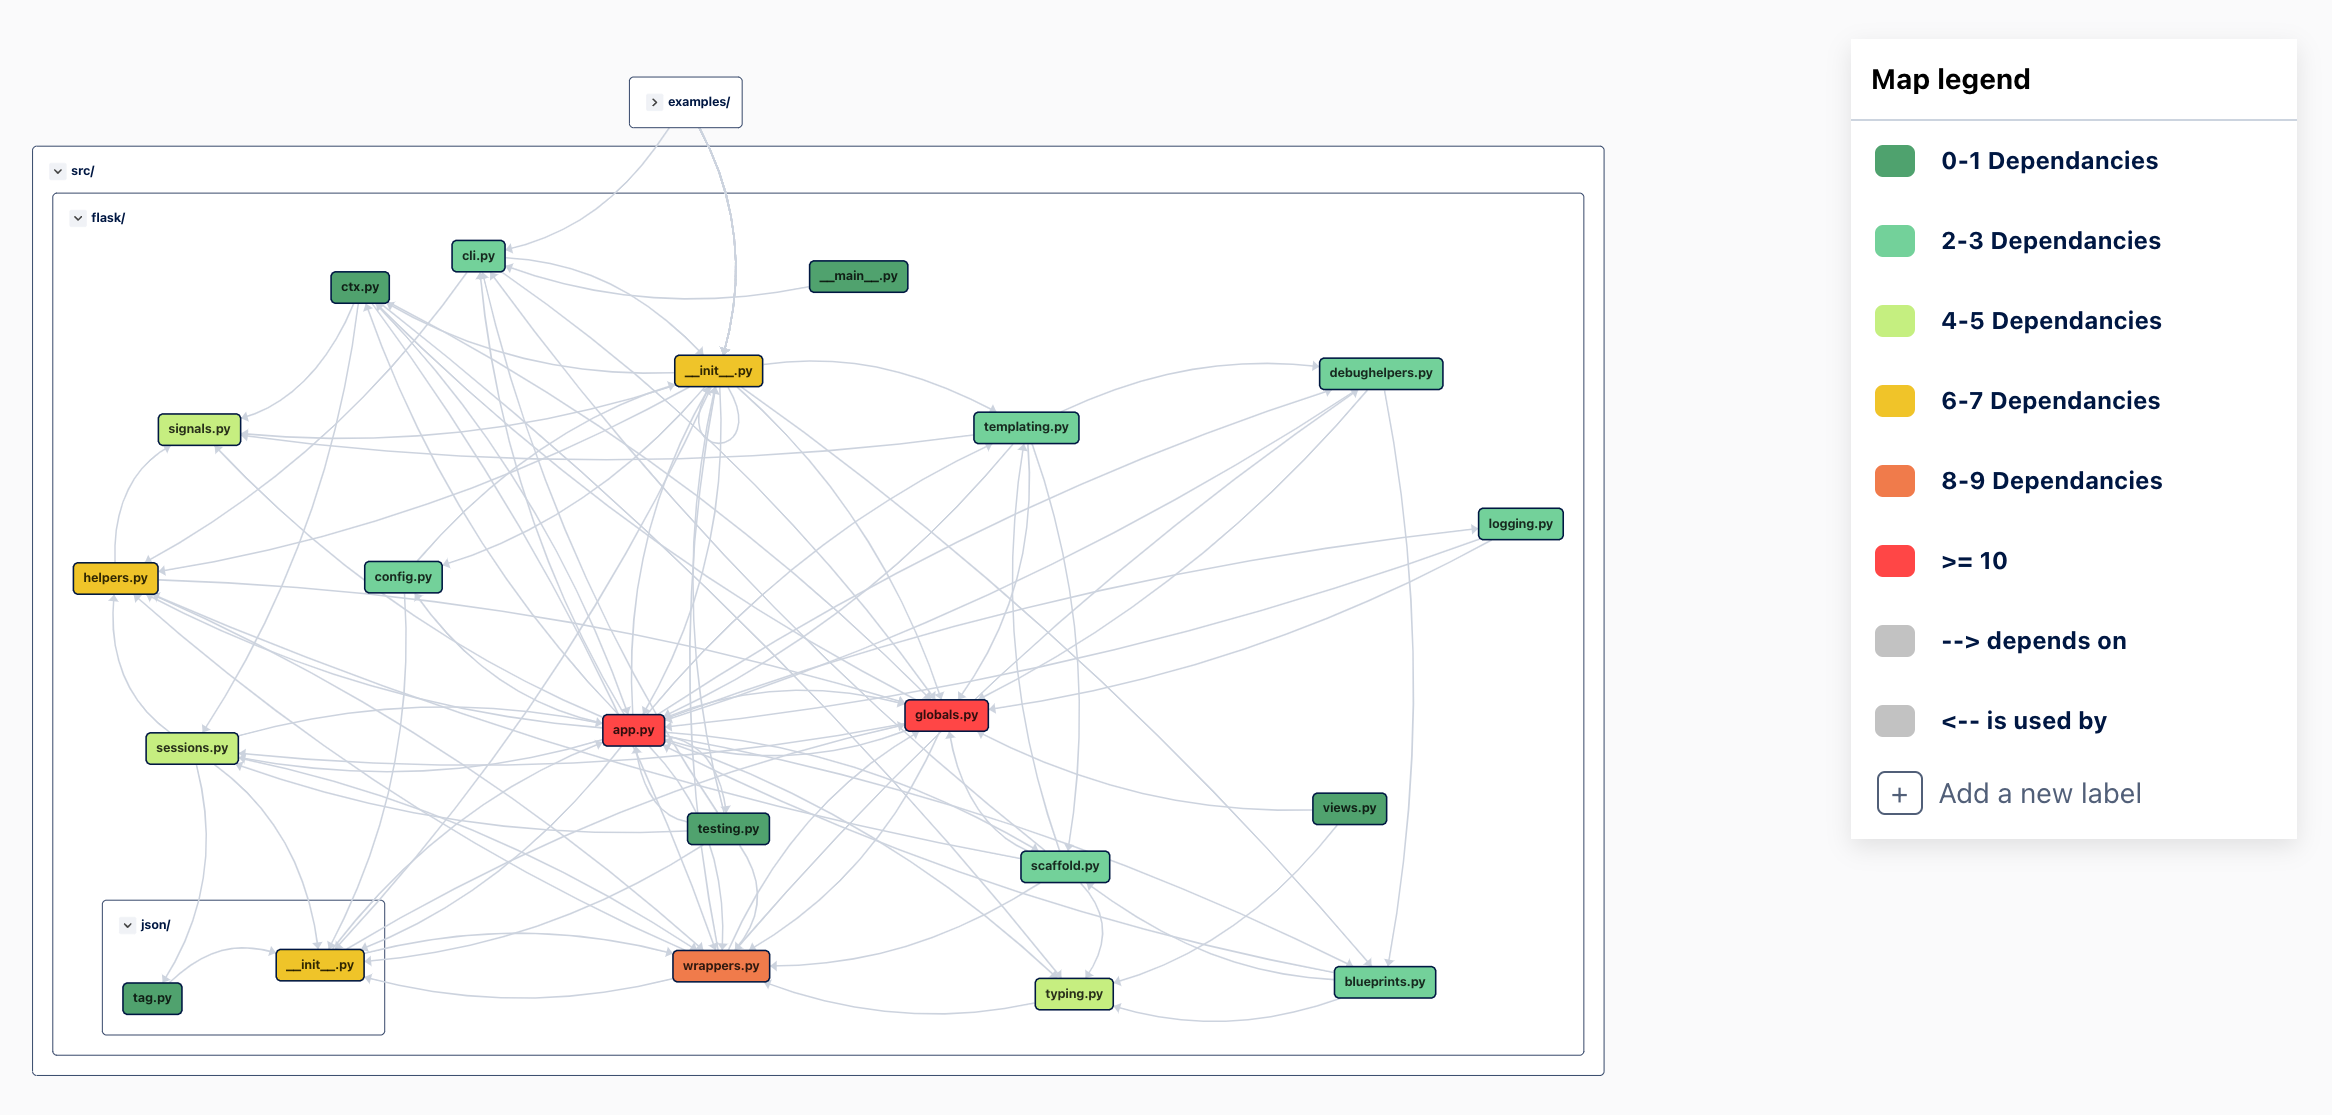 examples/
src/
flask/
cli.py
__main__.py
ctx.py
__init__.py
debughelpers.py
signals.py
templating.py
logging.py
helpers.py
config.py
app.py
globals.py
sessions.py
testing.py
views.py
scaffold.py
json/
__init__.py
wrappers.py
tag.py
typing.py
blueprints.py
Map legend
0-1 Dependancies
2-3 Dependancies
4-5 Dependancies
6-7 Dependancies
8-9 Dependancies
>= 10
--> depends on
<-- is used by
+ Add a new label